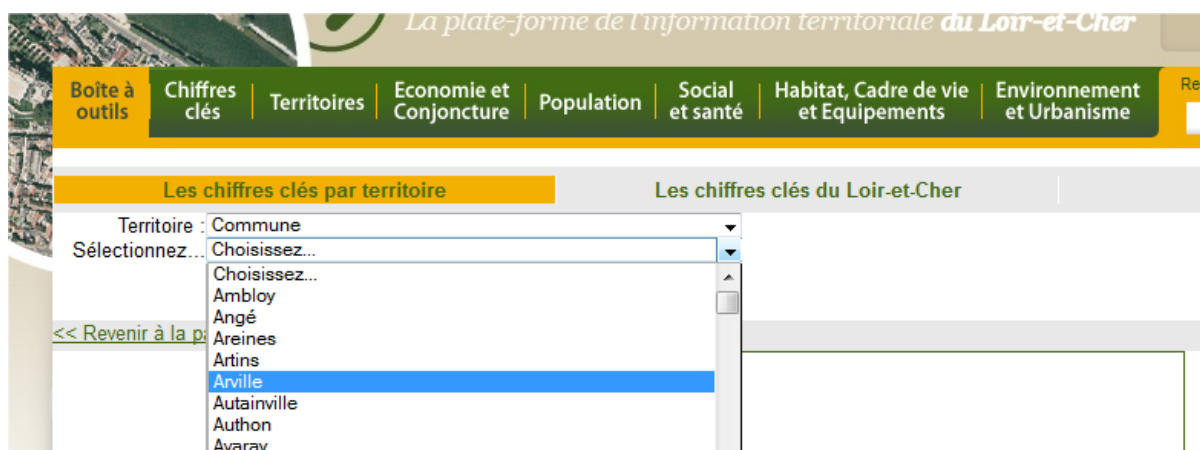 La plate-forme de l'information territoriale du Loir-et-Cher
Boîte à outils
Chiffres clés
Territoires
Economie et Conjoncture
Population
Social et santé
Habitat, Cadre de vie et Equipements
Environnement et Urbanisme
Re
Les chiffres clés par territoire
Les chiffres clés du Loir-et-Cher
Territoire : Commune
Sélectionnez... Choisissez...
Choisissez...
Ambloy
Angé
<< Revenir à la pa
Areines
Artins
Arville
Autainville
Authon
Avaray